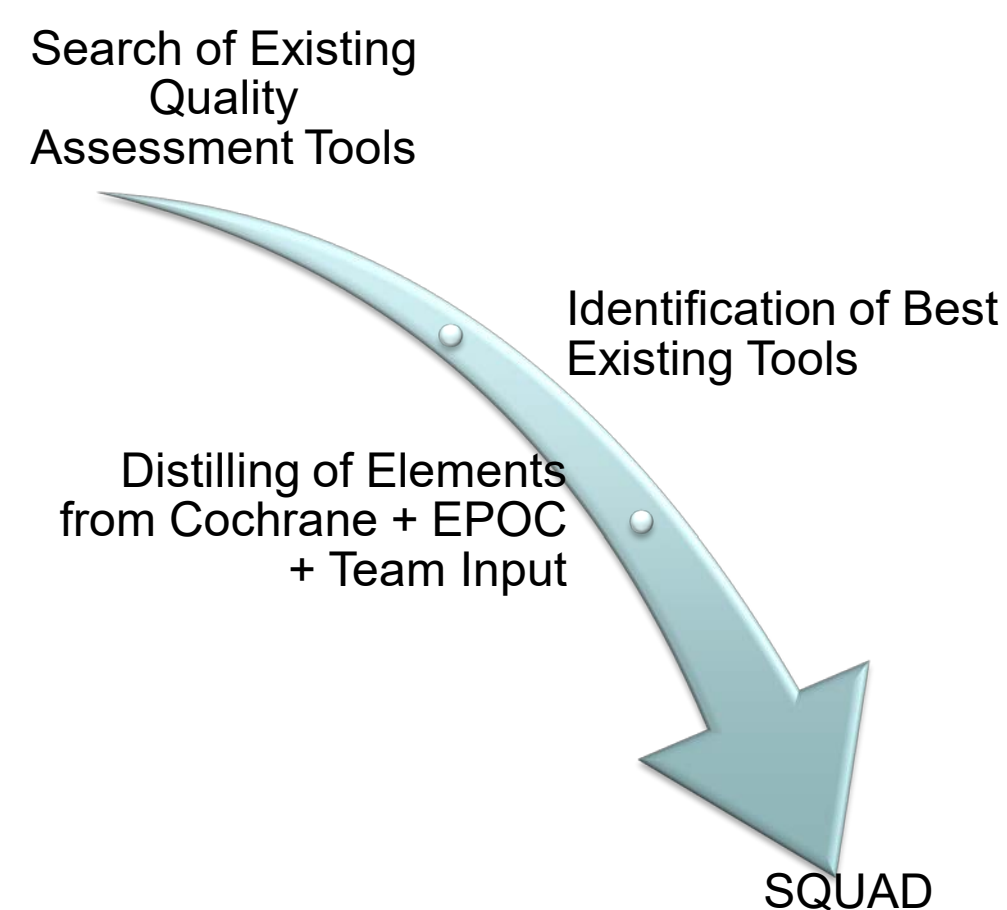 Search of Existing
Quality
Assessment Tools
Identification of Best
Existing Tools
Distilling of Elements
from Cochrane + EPOC
+ Team Input
SQUAD